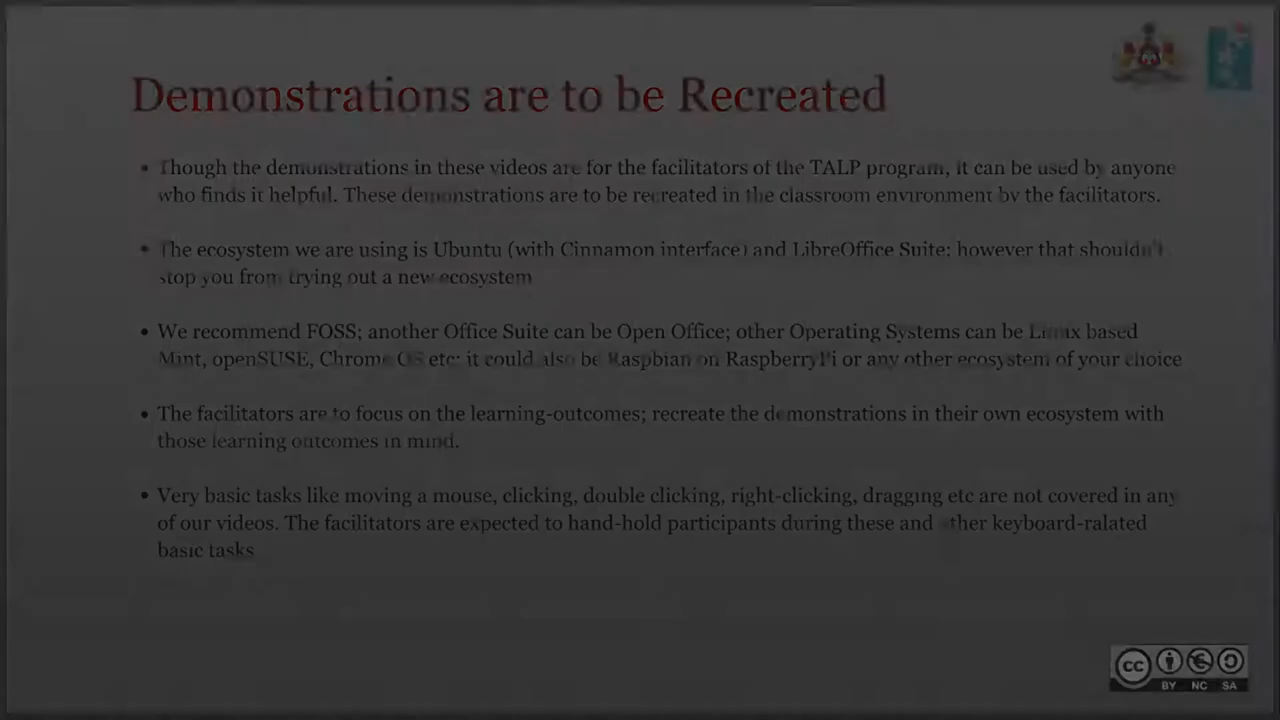 Demonstrations are to be Recreated
• Though the demonstrations in these videos are for the facilitators of the TALP program, it can be used by anyone
who finds it helpful. These demonstrations are to be recreated in the classroom environment by the facilitators.
• The ecosystem we are using is Ubuntu (with Cinnamon interface) and LibreOffice Suite: however that shouldn't
stop you from trying out a new ecosystem
• We recommend FOSS; another Office Suite can be Open Office; other Operating Systems can be Linux based
Mint, openSUSE, Chrome OS etc: it could also be Raspbian on RaspberryPi or any other ecosystem of your choice
• The facilitators are to focus on the learning-outcomes; recreate the demonstrations in their own ecosystem with
those learning outcomes in mind.
• Very basic tasks like moving a mouse, clicking, double clicking, right-clicking, dragging etc are not covered in any
of our videos. The facilitators are expected to hand-hold participants during these and other keyboard-ralated
basic tasks
cc
BY NC SA